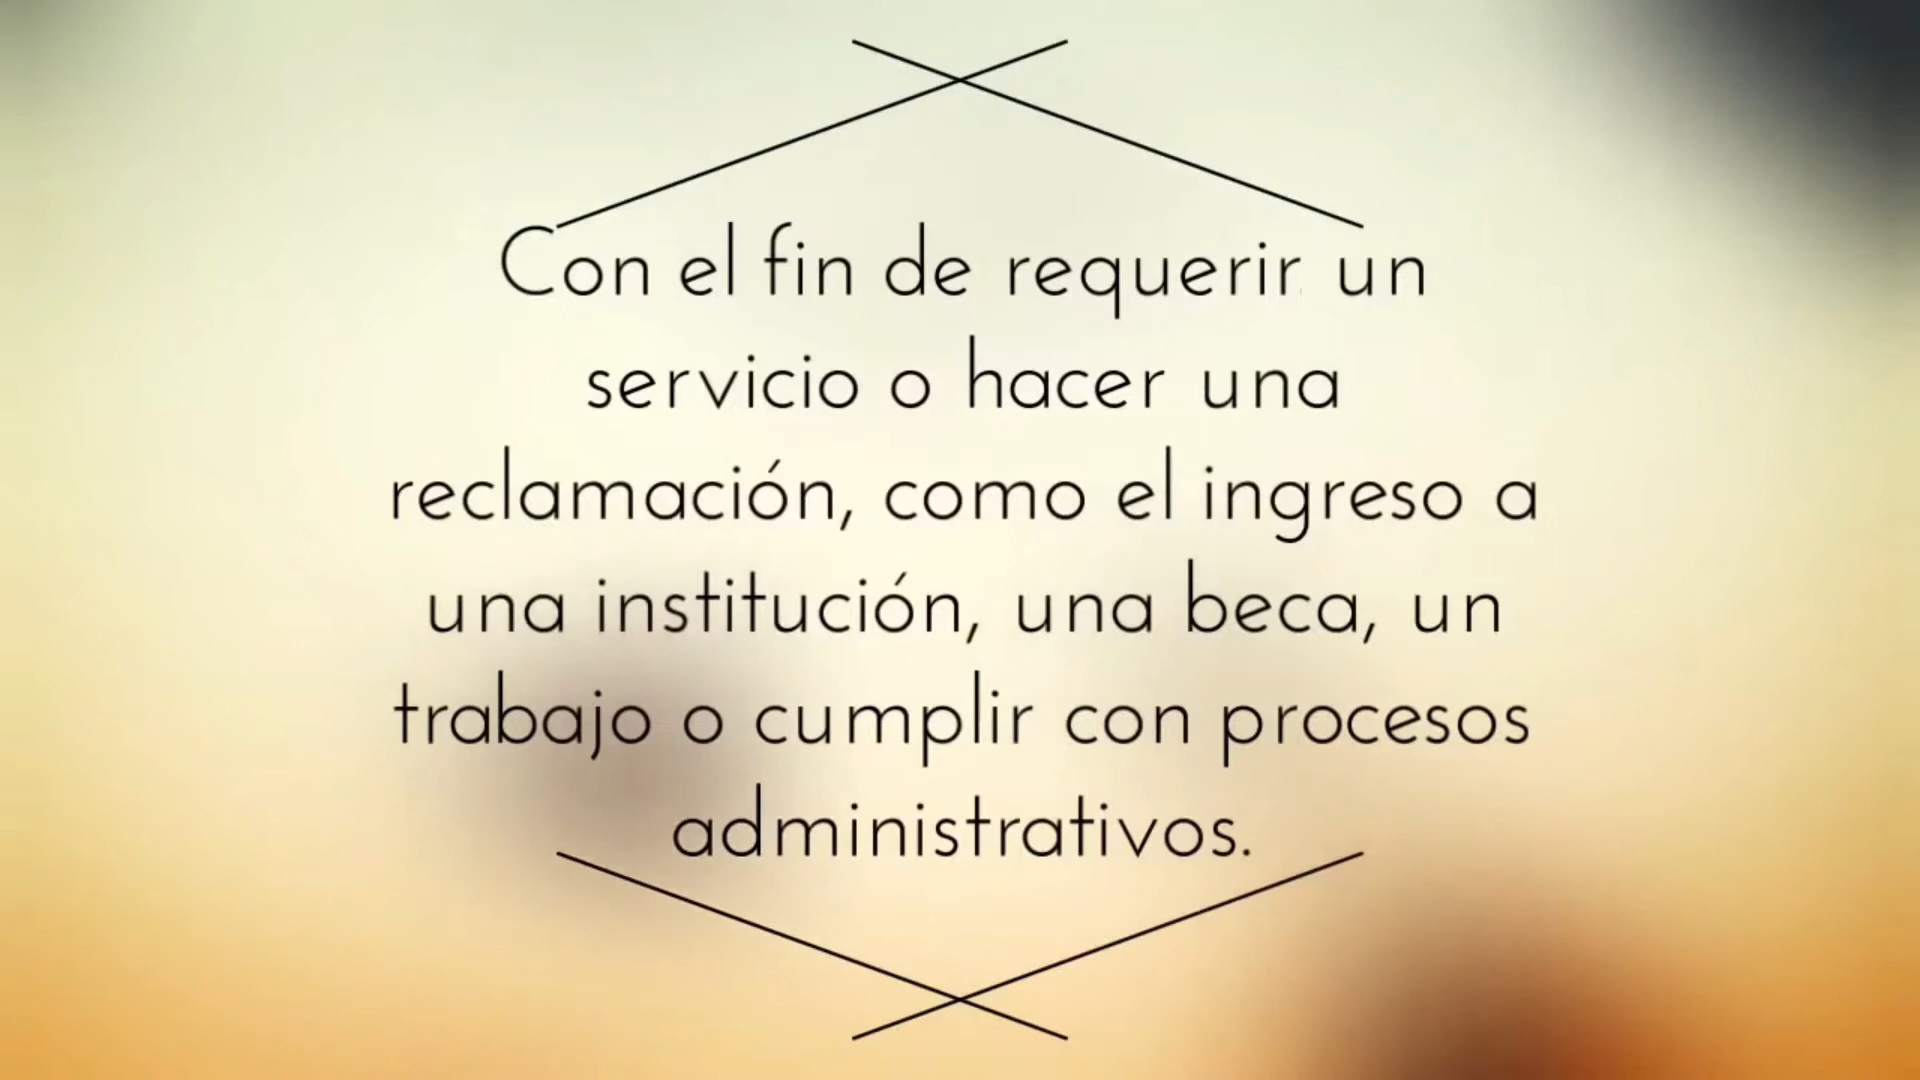 Con el fin de requerir un
servicio o hacer una
reclamación, como el ingreso a
una institución, una beca, un
trabajo o cumplir con procesos
administrativos.